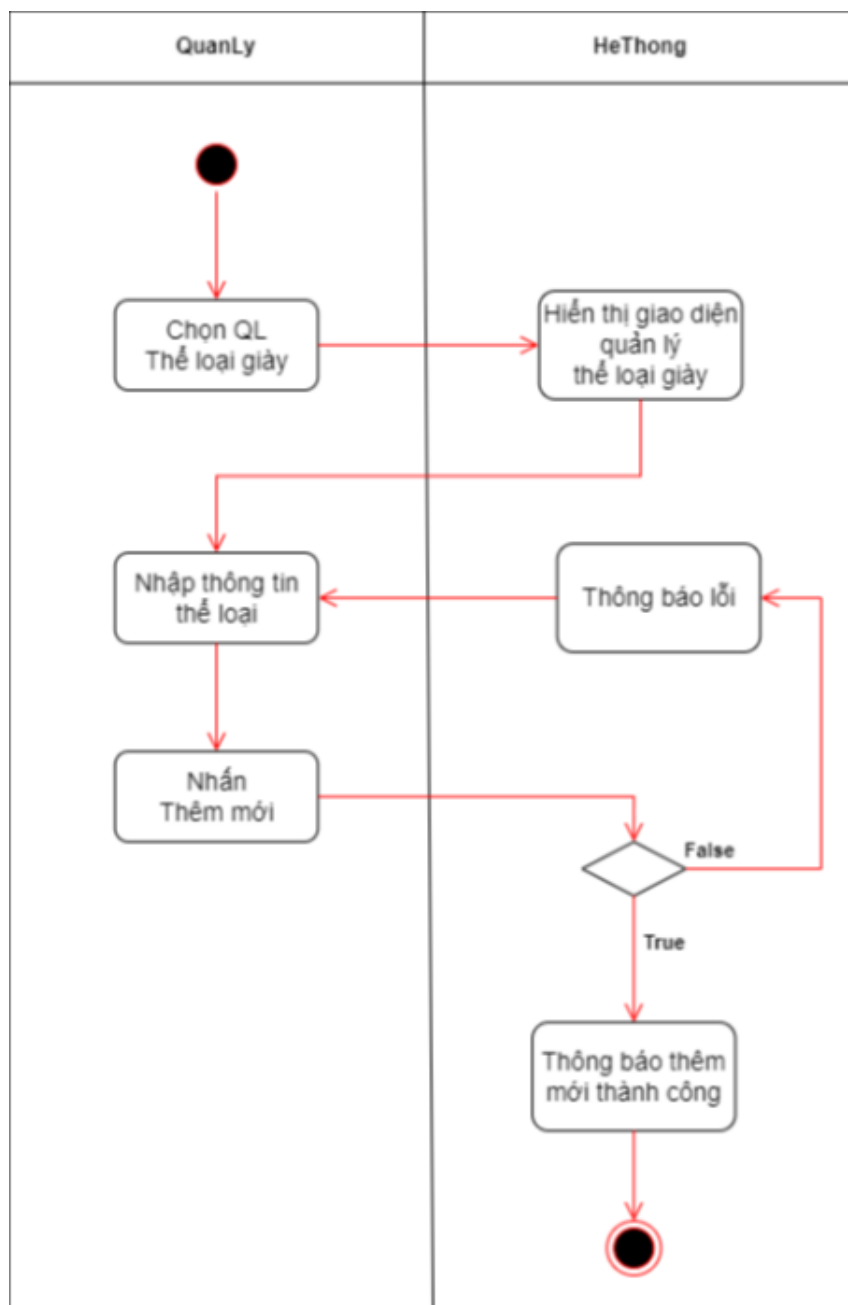 QuanLy
HeThong
Chọn QL
Thể loại giày
Hiển thị giao diện
quản lý
thể loại giày
Nhập thông tin
thể loại
Thông báo lỗi
Nhấn
Thêm mới
False
True
Thông báo thêm
mới thành công